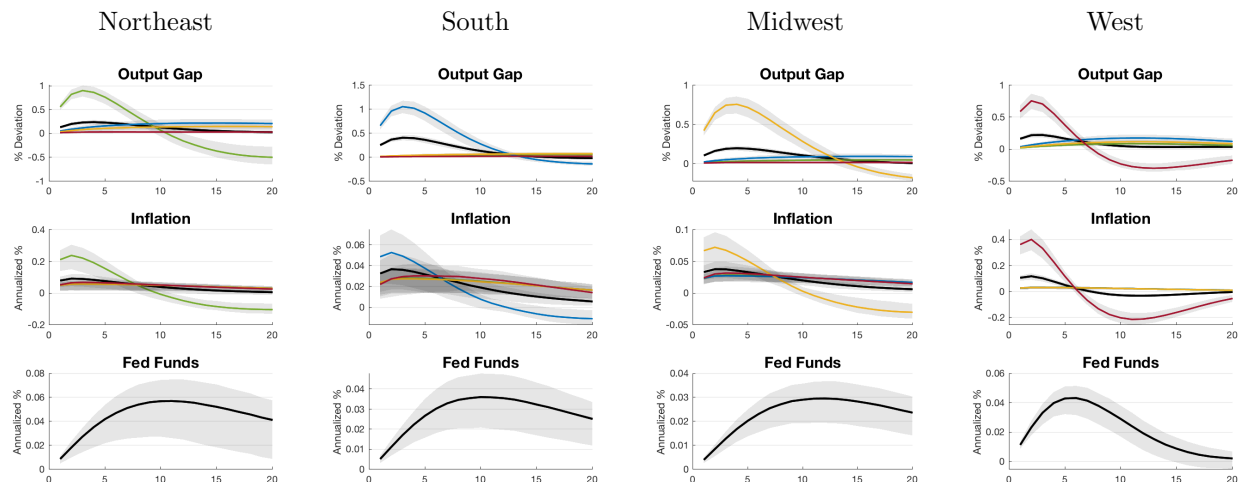 Northeast South Midwest West
Output Gap Output Gap Output Gap Output Gap
% Deviation % Deviation % Deviation % Deviation
1 1.5 1 1
0.5 1 0.5 0.5
0 0.5 0 0
-0.5 0 -0.5
-1 -0.5
0 5 10 15 20 0 5 10 15 20 0 5 10 15 20 0 5 10 15 20
Inflation Inflation Inflation Inflation
Annualized % Annualized % Annualized % Annualized %
0.4 0.06 0.1 0.4
0.2 0.04 0.05 0.2
0 0.02 0 0
-0.2 0 -0.05 -0.2
0 5 10 15 20 0 5 10 15 20 0 5 10 15 20 0 5 10 15 20
Fed Funds Fed Funds Fed Funds Fed Funds
Annualized % Annualized % Annualized % Annualized %
0.08 0.04 0.04 0.06
0.06 0.03 0.03 0.04
0.04 0.02 0.02 0.02
0.02 0.01 0.01 0
0 0 0
0 5 10 15 20 0 5 10 15 20 0 5 10 15 20 0 5 10 15 20